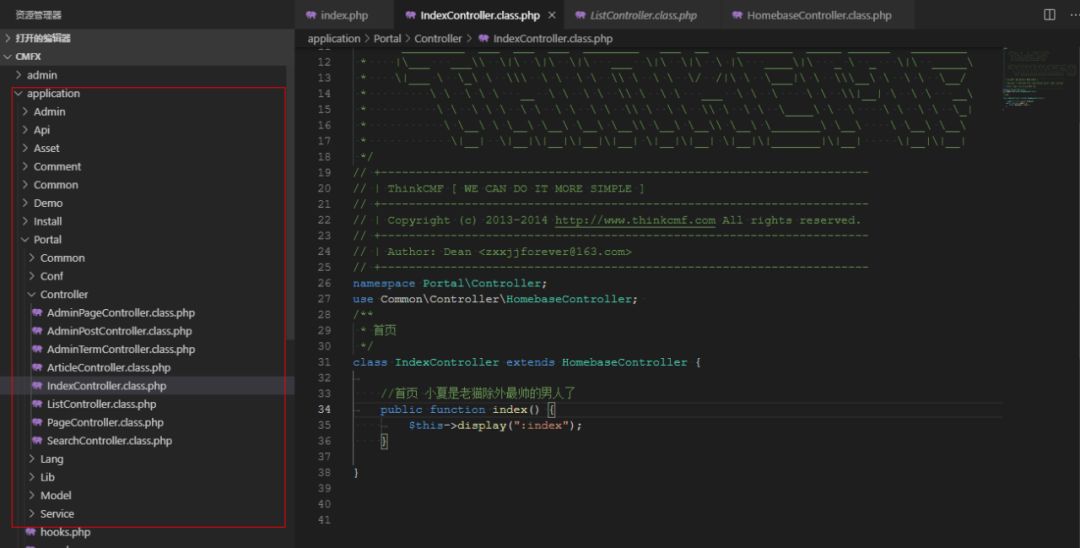 资源管理器
打开的编辑器
CMFX
admin
application
Admin
Api
Asset
Comment
Common
Demo
Install
Portal
Common
Conf
Controller
AdminPageController.class.php
AdminPostController.class.php
AdminTermController.class.php
ArticleController.class.php
IndexController.class.php
ListController.class.php
PageController.class.php
SearchController.class.php
Lang
Lib
Model
Service
hooks.php
index.php IndexController.class.php × ListController.class.php HomebaseController.class.php
application > Portal > Controller > IndexController.class.php
12 *
13 *
14 *
15 *
16 *
17 *
18 */
19 // +----------------------------------------------------------------------
20 // | ThinkCMF [ WE CAN DO IT MORE SIMPLE ]
21 // +----------------------------------------------------------------------
22 // | Copyright (c) 2013-2014 http://www.thinkcmf.com All rights reserved.
23 // +----------------------------------------------------------------------
24 // | Author: Dean <zxxjjforever@163.com>
25 // +----------------------------------------------------------------------
26 namespace Portal\Controller;
27 use Common\Controller\HomebaseController;
28 /**
29 * 首页
30 */
31 class IndexController extends HomebaseController {
32
33 //首页 小夏是老猫除外最帅的男人了
34 public function index() {
35 $this->display(":index");
36 }
37
38 }
39
40
41